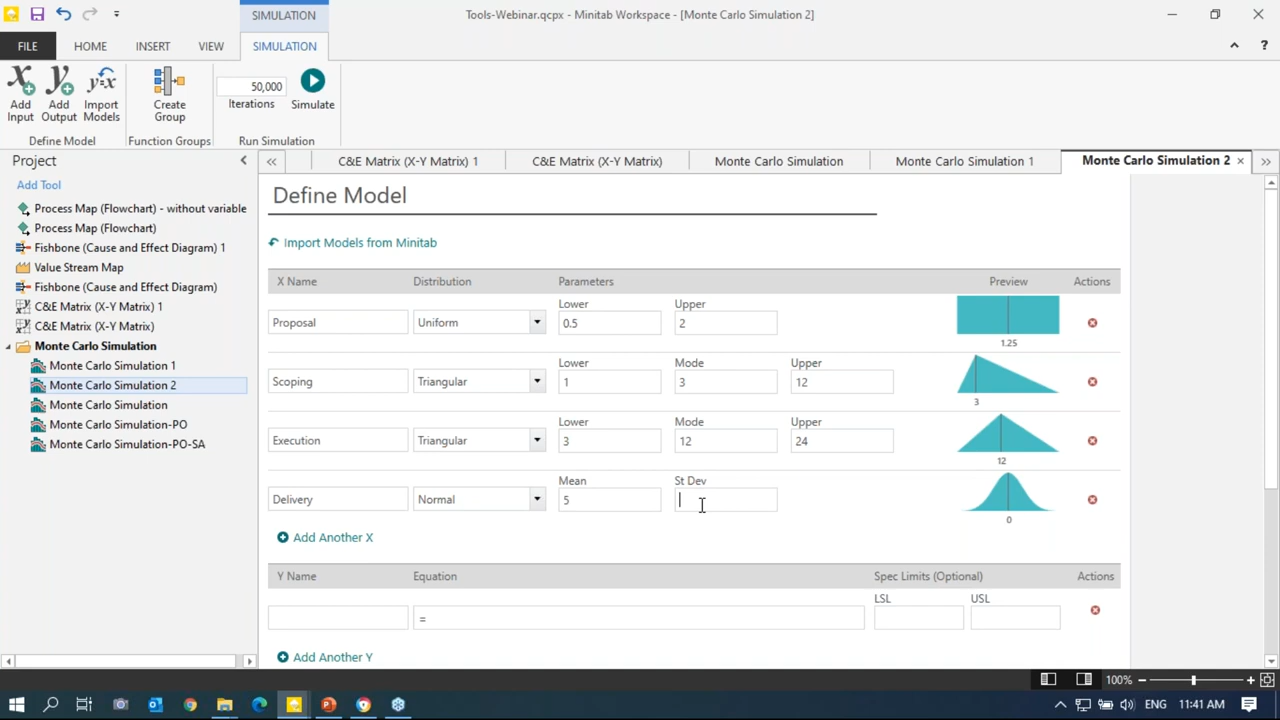 SIMULATION
Tools-Webinar.qcpx - Minitab Workspace - [Monte Carlo Simulation 2]
FILE
HOME
INSERT
VIEW
SIMULATION
Add Input
Add Output
Import Models
Create Group
50,000
Iterations
Simulate
Define Model
Function Groups
Run Simulation
Project
C&E Matrix (X-Y Matrix) 1
C&E Matrix (X-Y Matrix)
Monte Carlo Simulation
Monte Carlo Simulation 1
Monte Carlo Simulation 2
Add Tool
Process Map (Flowchart) - without variable
Process Map (Flowchart)
Fishbone (Cause and Effect Diagram) 1
Value Stream Map
Fishbone (Cause and Effect Diagram)
C&E Matrix (X-Y Matrix) 1
C&E Matrix (X-Y Matrix)
Monte Carlo Simulation
Monte Carlo Simulation 1
Monte Carlo Simulation 2
Monte Carlo Simulation
Monte Carlo Simulation-PO
Monte Carlo Simulation-PO-SA
Define Model
Import Models from Minitab
X Name Distribution Parameters Preview Actions
Lower Upper
Proposal Uniform 0.5 2
1.25
Lower Mode Upper
Scoping Triangular 1 3 12
3
Lower Mode Upper
Execution Triangular 3 12 24
12
Mean St Dev
Delivery Normal 5
0
Add Another X
Y Name Equation Spec Limits (Optional) Actions
LSL USL
=
Add Another Y
100%
ENG 11:41 AM